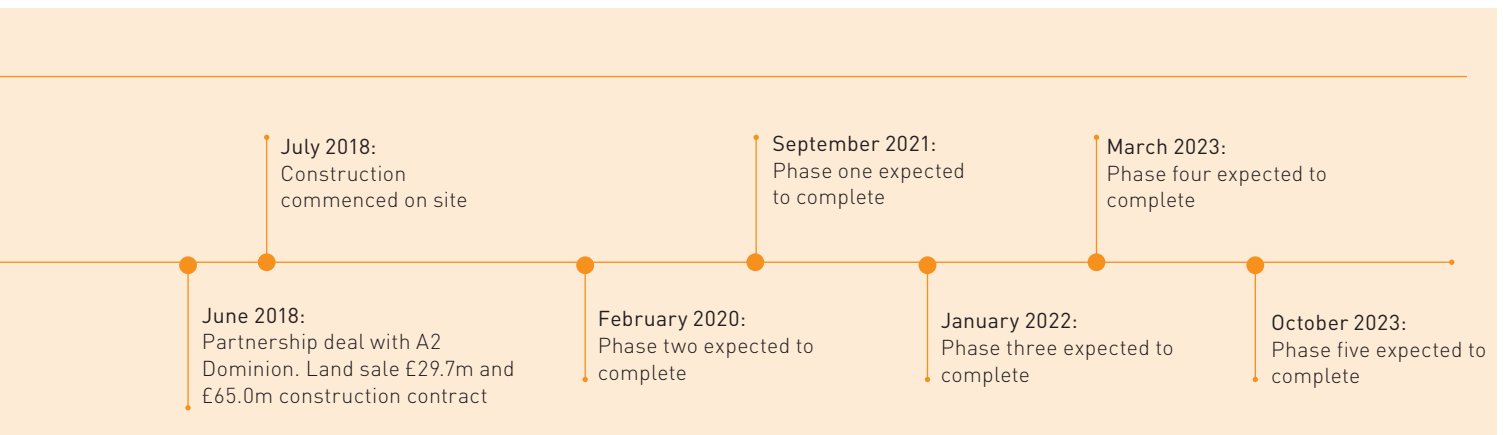 July 2018:
Construction
commenced on site
September 2021:
Phase one expected
to complete
March 2023:
Phase four expected to
complete
June 2018:
Partnership deal with A2
Dominion. Land sale £29.7m and
£65.0m construction contract
February 2020:
Phase two expected to
complete
January 2022:
Phase three expected to
complete
October 2023:
Phase five expected to
complete